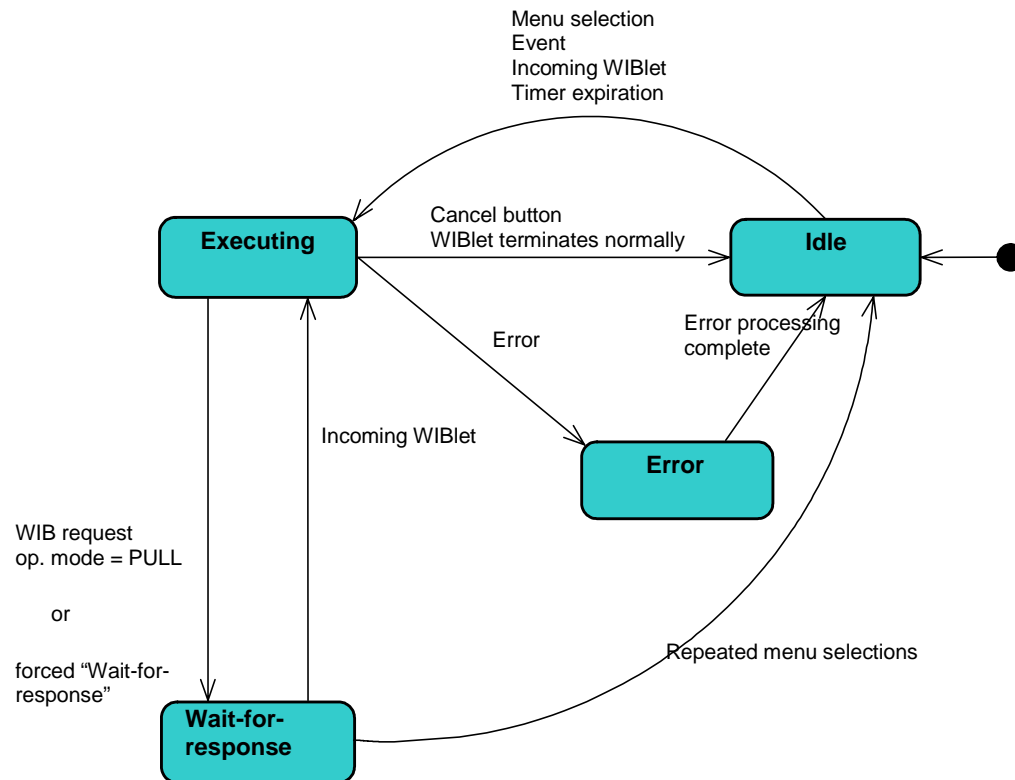 Menu selection
Event
Incoming WIBlet
Timer expiration
Executing
Cancel button
WIBlet terminates normally
Idle
Error
Error processing
complete
Incoming WIBlet
Error
WIB request
op. mode = PULL
or
forced “Wait-for-
response”
Repeated menu selections
Wait-for-
response